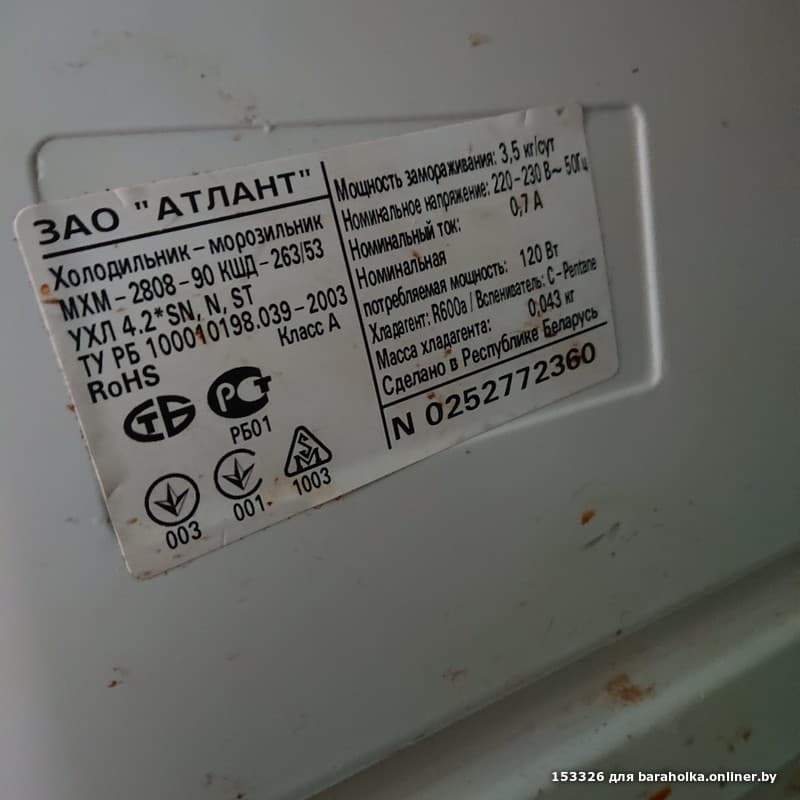 ЗАО "АТЛАНТ"
Холодильник – морозильник
МХМ – 2808 – 90 КШД – 263/53
УХЛ 4.2* SN, N, ST
ТУ РБ 100010198.039 – 2003
RoHS Класс А
СТБ
РСТ
РБ01
003
001
1003
Мощность замораживания: 3,5 кг/сут
Номинальное напряжение: 220 – 230 В~ 50Гц
Номинальный ток: 0,7 А
Номинальная
потребляемая мощность: 120 Вт
Хладагент: R600a / Вспениватель: C – Pentane
Масса хладагента: 0,043 кг
Сделано в Республике Беларусь
N 0252772360
153326 для baraholka.onliner.by